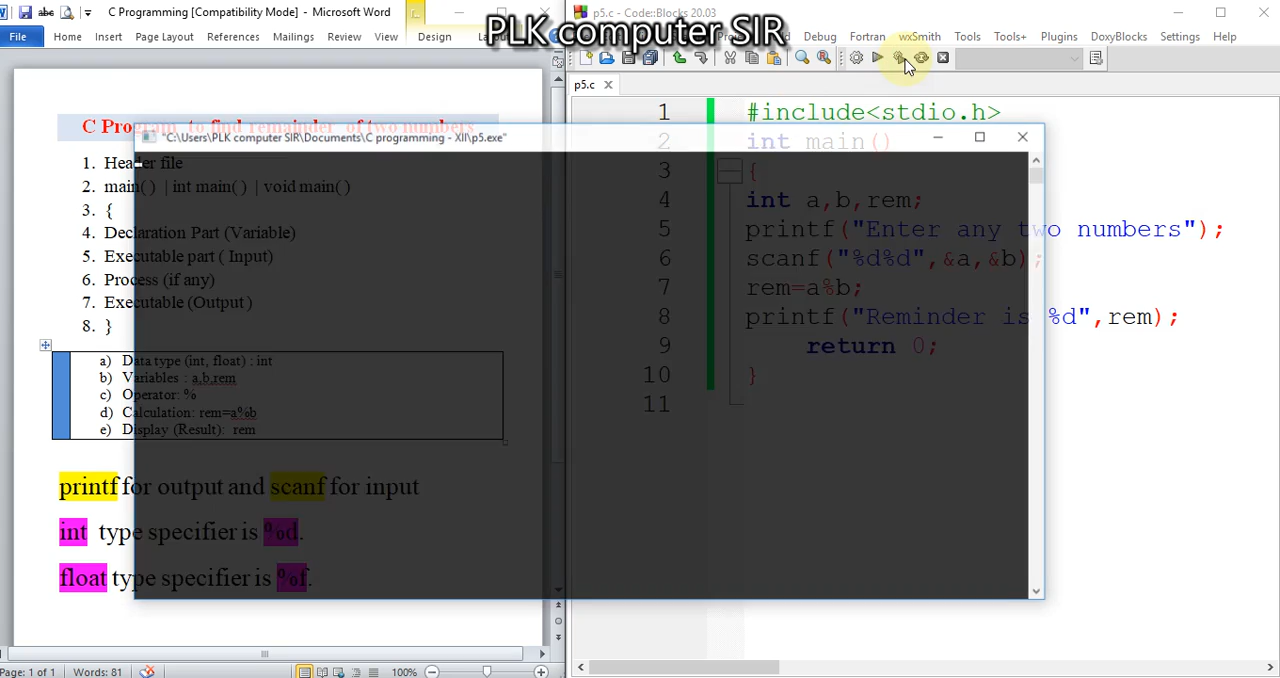 C Programming [Compatibility Mode] - Microsoft Word
File Home Insert Page Layout References Mailings Review View Design
PLK computer SIR
p5.c - Code::Blocks 20.03
Debug Fortran wxSmith Tools Tools+ Plugins DoxyBlocks Settings Help
p5.c
C Program to find remainder of two numbers
1. Header file
2. main( ) | int main( ) | void main( )
3. {
4. Declaration Part (Variable)
5. Executable part ( Input)
6. Process (if any)
7. Executable (Output )
8. }
a) Data type (int, float) : int
b) Variables : a,b,rem
c) Operator: %
d) Calculation: rem=a%b
e) Display (Result): rem
printf for output and scanf for input
int type specifier is %d.
float type specifier is %f.
"C:\Users\PLK computer SIR\Documents\C programming - XII\p5.exe"
1 #include<stdio.h>
2 int main()
3 {
4 int a,b,rem;
5 printf("Enter any two numbers");
6 scanf("%d%d",&a,&b);
7 rem=a%b;
8 printf("Reminder is %d",rem);
9 return 0;
10 }
11
Page: 1 of 1 Words: 81 100%